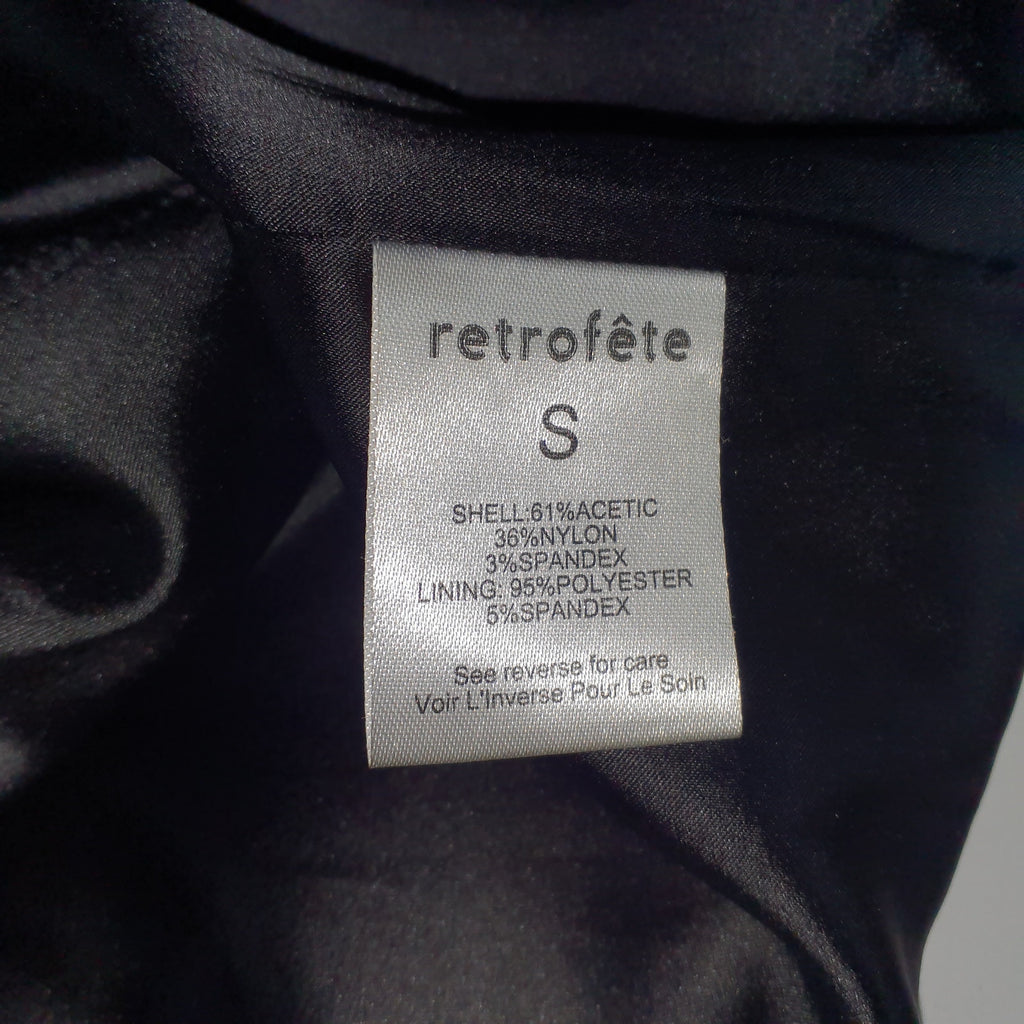 retrofête
S
SHELL:61%ACETIC
36%NYLON
3%SPANDEX
LINING: 95%POLYESTER
5%SPANDEX
See reverse for care
Voir L'Inverse Pour Le Soin